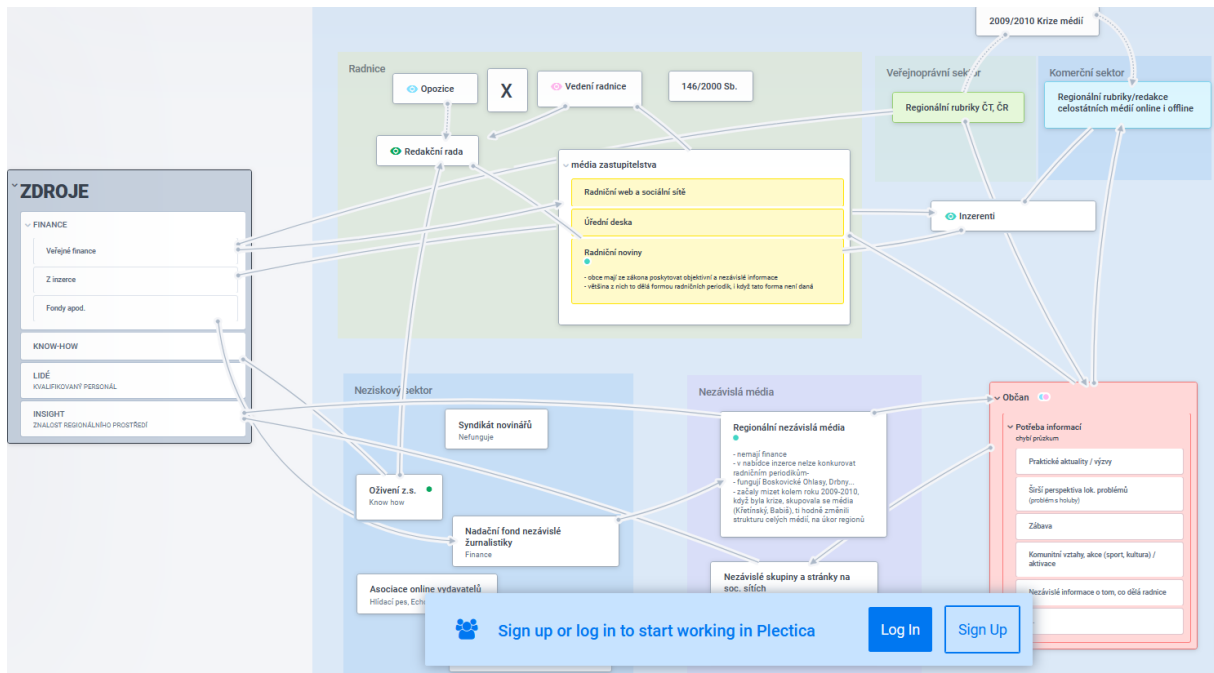 2009/2010 Krize médií
Radnice
Opozice
X
Vedení radnice
146/2000 Sb.
Redakční rada
Veřejnoprávní sektor
Regionální rubriky ČT, ČR
Komerční sektor
Regionální rubriky/redakce
celostátních médií online i offline
média zastupitelstva
Radniční web a sociální sítě
Úřední deska
Radniční noviny
- obce mají ze zákona poskytovat objektivní a nezávislé informace
- většina z nich to dělá formou radničních periodik, i když tato forma není daná
Inzerenti
ZDROJE
FINANCE
Veřejné finance
Z inzerce
Fondy apod.
KNOW-HOW
LIDÉ
KVALIFIKOVANÝ PERSONÁL
INSIGHT
ZNALOST REGIONÁLNÍHO PROSTŘEDÍ
Neziskový sektor
Syndikát novinářů
Nefunguje
Oživení z.s.
Know how
Nadační fond nezávislé
žurnalistiky
Finance
Asociace online vydavatelů
Hlídací pes, Echo
Nezávislá média
Regionální nezávislá média
- nemají finance
- v nabídce inzerce nelze konkurovat
radničním periodikům-
- fungují Boskovické Ohlasy, Drbny...
- začaly mizet kolem roku 2009-2010,
když byla krize, skupovala se média
(Křetínský, Babiš), ti hodně změnili
strukturu celých médií, na úkor regionů
Nezávislé skupiny a stránky na
soc. sítích
Občan
Potřeba informací
chybí průzkum
Praktické aktuality / výzvy
Širší perspektiva lok. problémů
(problém s holuby)
Zábava
Komunitní vztahy, akce (sport, kultura) /
aktivace
Nezávislé informace o tom, co dělá radnice
Sign up or log in to start working in Plectica
Log In
Sign Up